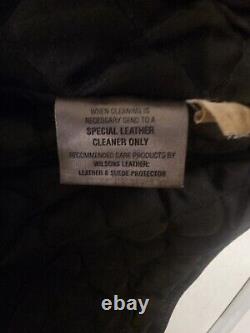 WHEN CLEANING IS
NECESSARY SEND TO A
SPECIAL LEATHER
CLEANER ONLY
RECOMMENDED CARE PRODUCTS BY
WILSONS LEATHER:
LEATHER & SUEDE PROTECTOR